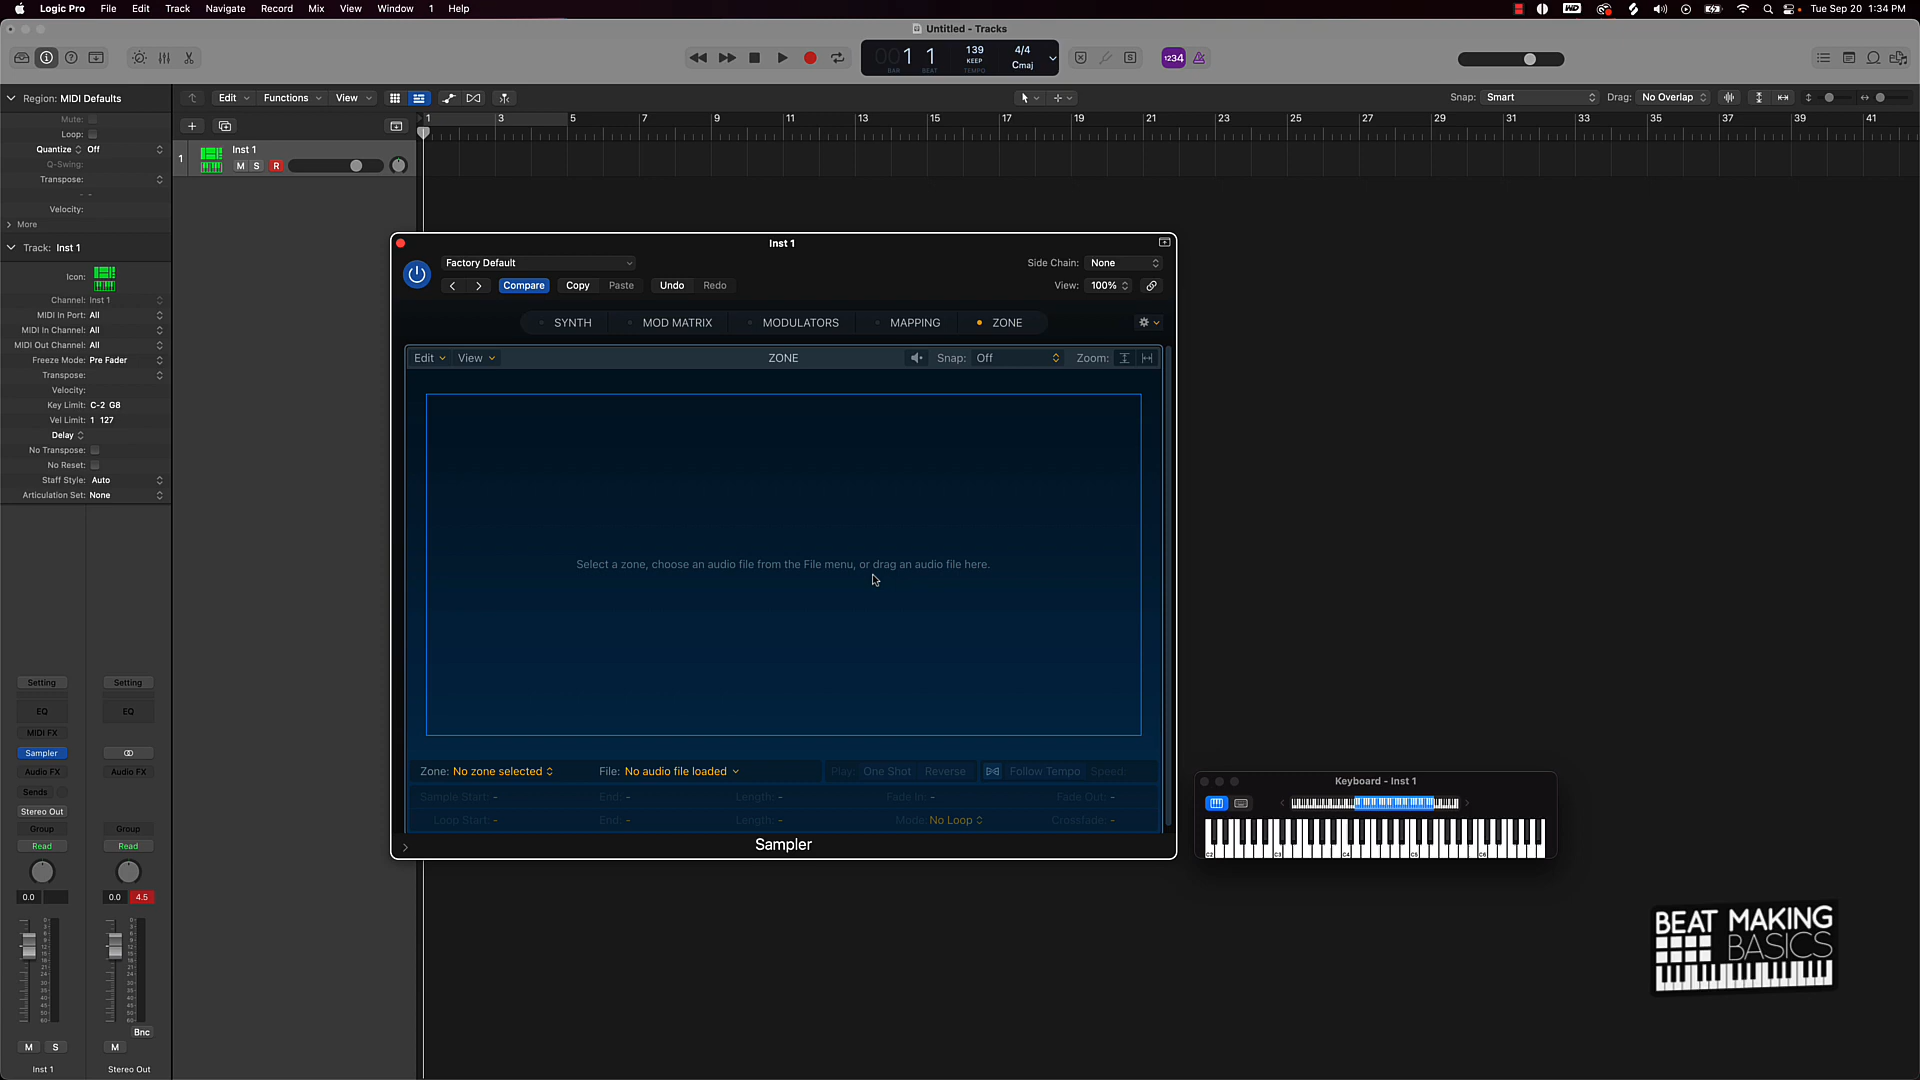 Logic Pro File Edit Track Navigate Record Mix View Window 1 Help Tue Sep 20 1:34 PM
Untitled - Tracks
001 1 139 4/4
KEEP Cmaj
BAR BEAT TEMPO
1234
Region: MIDI Defaults
Edit Functions View
Snap: Smart Drag: No Overlap
Mute:
Loop:
Quantize Off
Q-Swing:
Transpose:
Velocity:
More
1 3 5 7 9 11 13 15 17 19 21 23 25 27 29 31 33 35 37 39 41
1 Inst 1
M S R
Track: Inst 1
Icon:
Channel: Inst 1
MIDI In Port: All
MIDI In Channel: All
MIDI Out Channel: All
Freeze Mode: Pre Fader
Transpose:
Velocity:
Key Limit: C-2 G8
Vel Limit: 1 127
Delay
No Transpose:
No Reset:
Staff Style: Auto
Articulation Set: None
Inst 1
Factory Default
Side Chain: None
Compare Copy Paste Undo Redo
View: 100%
SYNTH MOD MATRIX MODULATORS MAPPING ZONE
Edit View ZONE Snap: Off Zoom:
Select a zone, choose an audio file from the File menu, or drag an audio file here.
Zone: No zone selected File: No audio file loaded Play: One Shot Reverse Follow Tempo Speed:
Sample Start: - End: - Length: - Fade In: - Fade Out: -
Loop Start: - End: - Length: - Mode: No Loop Crossfade: -
Sampler
Keyboard - Inst 1
C2 C3 C4 C5 C6
Setting Setting
EQ EQ
MIDI FX
Sampler
Audio FX Audio FX
Sends
Stereo Out
Group Group
Read Read
0.0 0.0 4.5
Bnc
M S M
Inst 1 Stereo Out
BEAT MAKING
BASICS